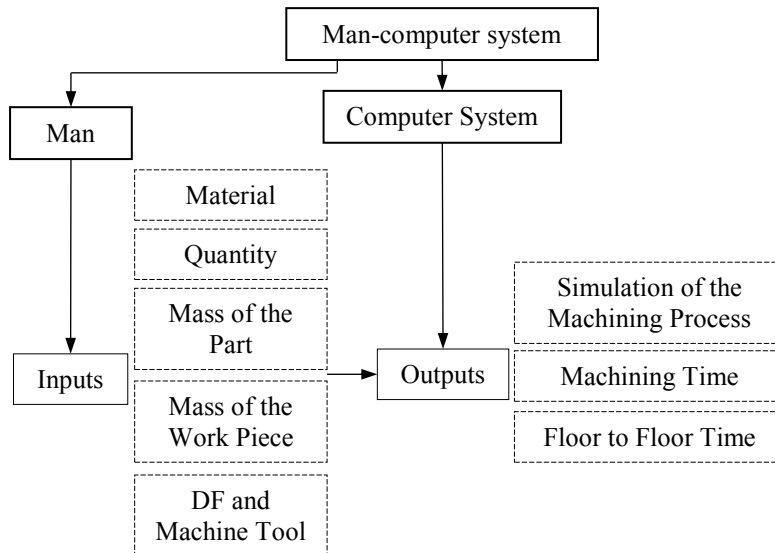 Man-computer system
Man
Computer System
Material
Quantity
Mass of the
Part
Inputs
Mass of the
Work Piece
DF and
Machine Tool
Outputs
Simulation of the
Machining Process
Machining Time
Floor to Floor Time